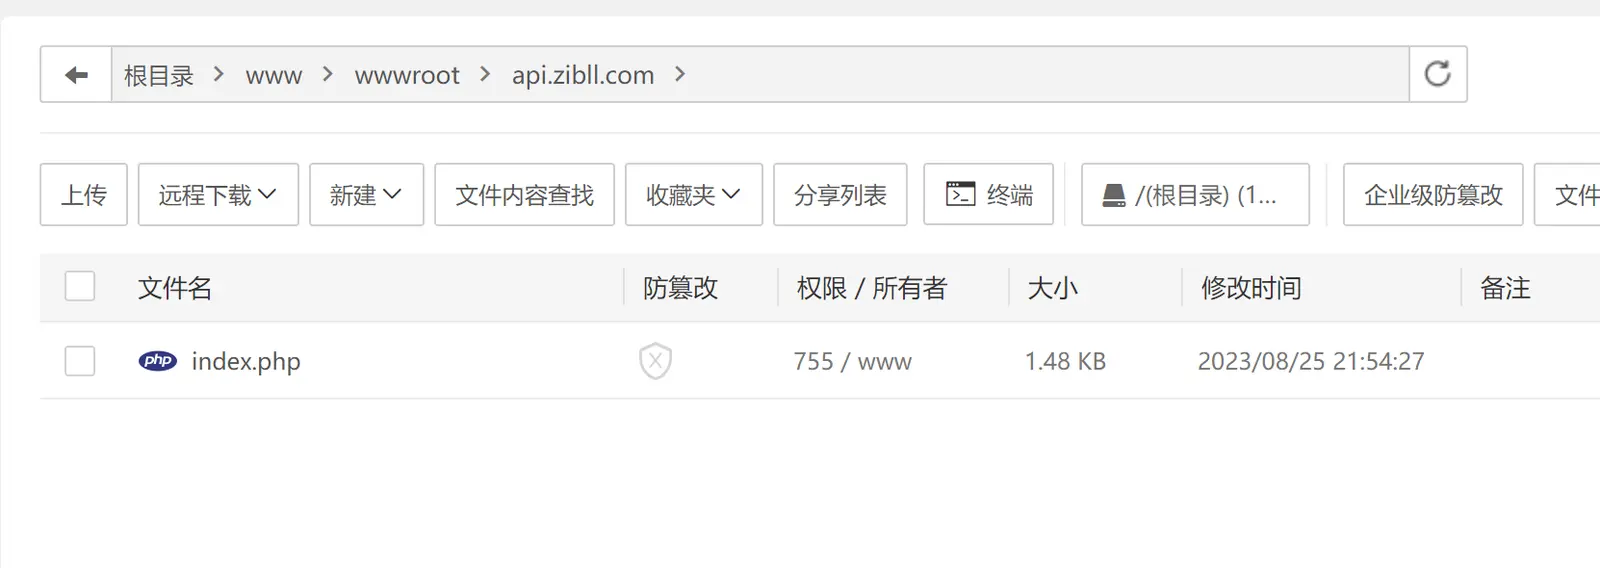 根目录 > www > wwwroot > api.zibll.com >
上传 远程下载 新建 文件内容查找 收藏夹 分享列表 终端 /(根目录) (1... 企业级防篡改 文件
文件名 防篡改 权限 / 所有者 大小 修改时间 备注
php index.php 755 / www 1.48 KB 2023/08/25 21:54:27